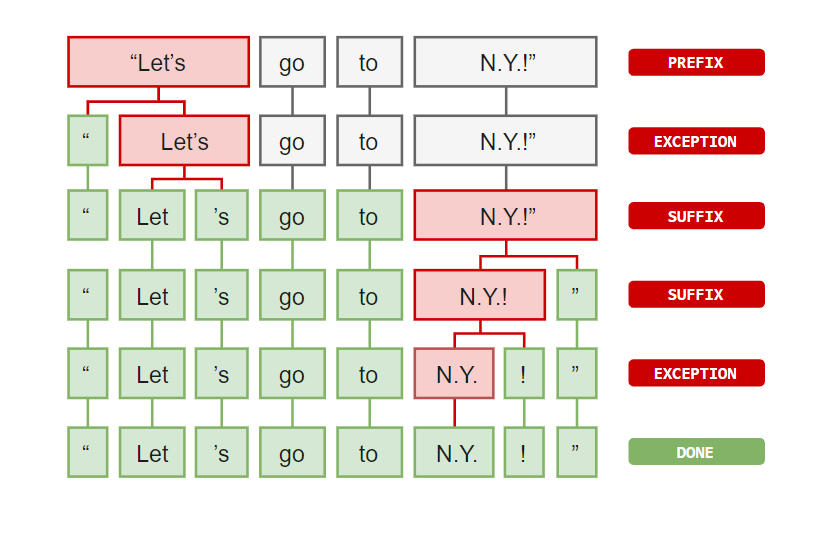 “Let’s go to N.Y.!” PREFIX
“ Let’s go to N.Y.!” EXCEPTION
“ Let ’s go to N.Y.!” SUFFIX
“ Let ’s go to N.Y.! ” SUFFIX
“ Let ’s go to N.Y. ! ” EXCEPTION
“ Let ’s go to N.Y. ! ” DONE